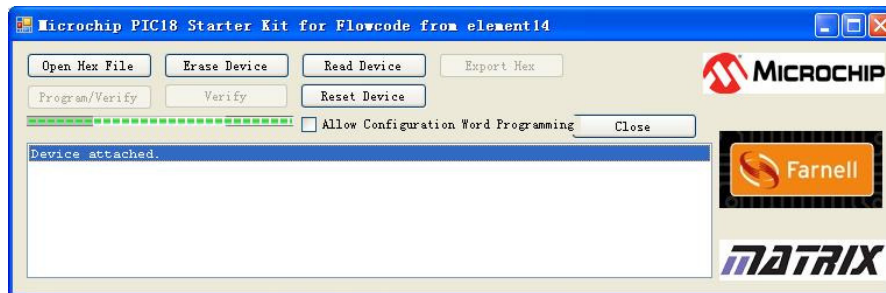 Microchip PIC18 Starter Kit for Flowcode from element14
Open Hex File Erase Device Read Device Export Hex
MICROCHIP
Program/Verify Verify Reset Device
Allow Configuration Word Programming Close
Device attached.
Farnell
MATRIX